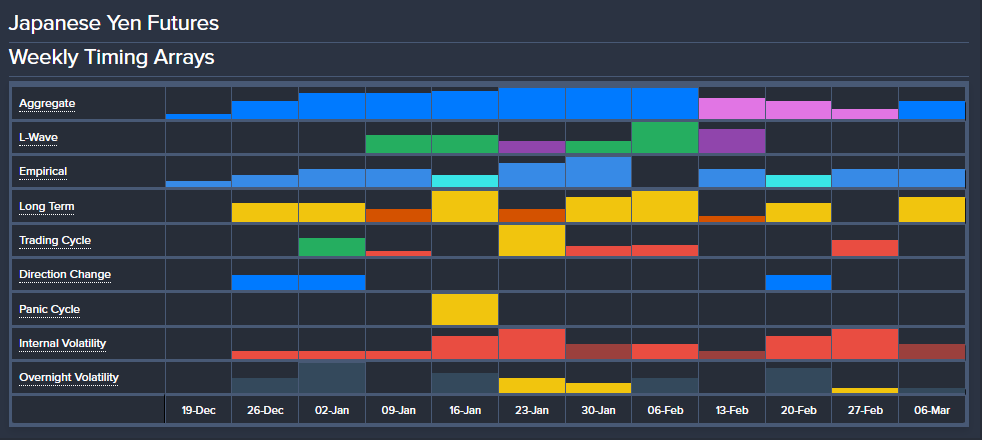 Japanese Yen Futures
Weekly Timing Arrays
Aggregate
L-Wave
Empirical
Long Term
Trading Cycle
Direction Change
Panic Cycle
Internal Volatility
Overnight Volatility
19-Dec 26-Dec 02-Jan 09-Jan 16-Jan 23-Jan 30-Jan 06-Feb 13-Feb 20-Feb 27-Feb 06-Mar